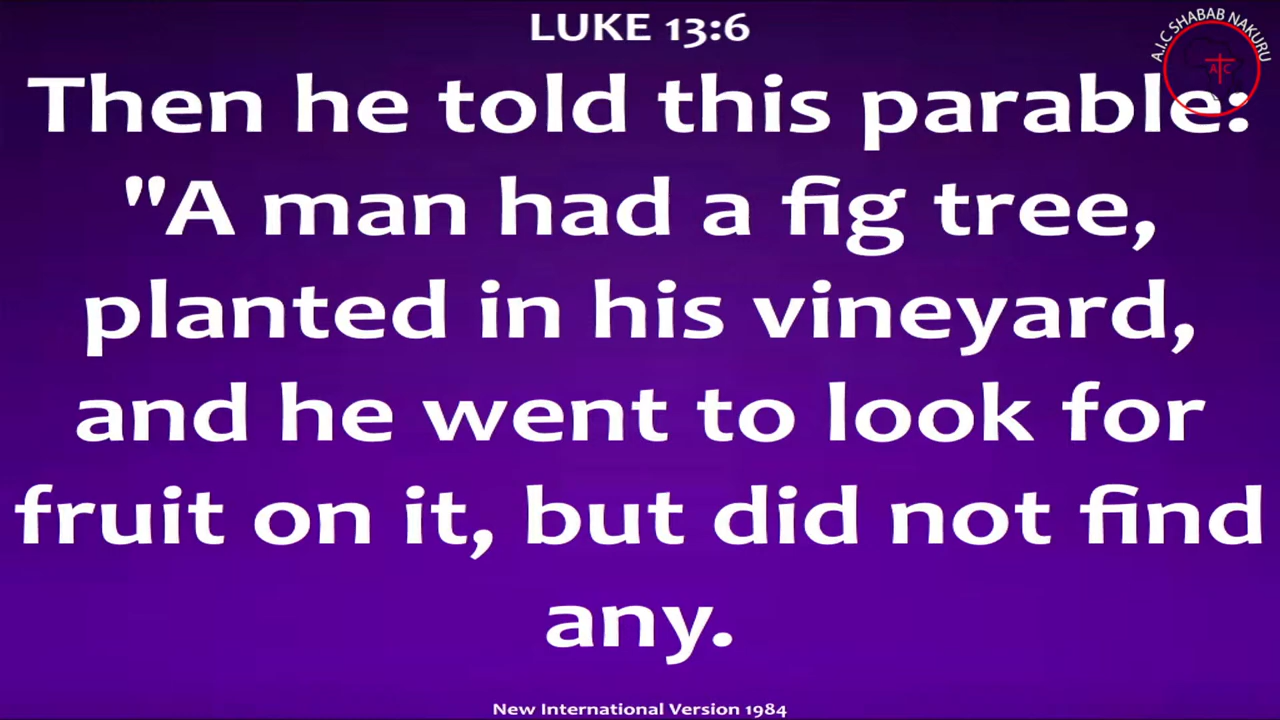 LUKE 13:6
A.I.C SHABAB NAKURU
Then he told this parable:
A C
"A man had a fig tree,
planted in his vineyard,
and he went to look for
fruit on it, but did not find
any.
New International Version 1984